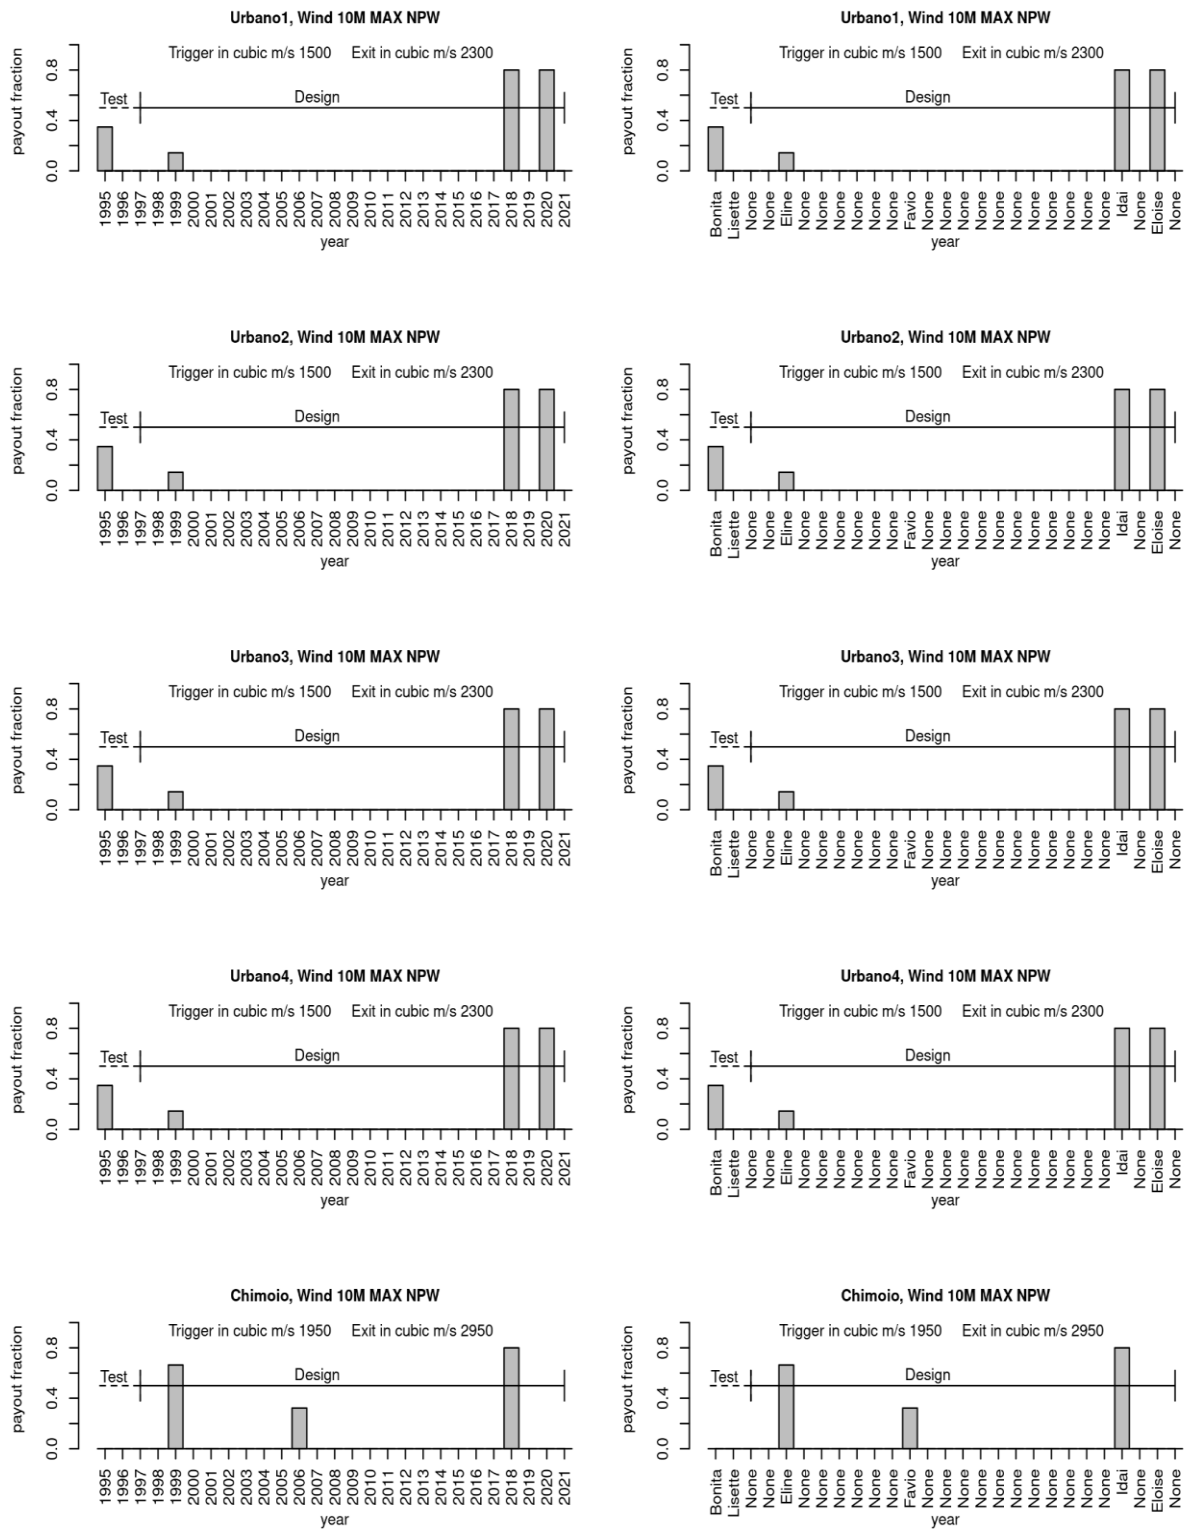 Urbano1, Wind 10M MAX NPW
Trigger in cubic m/s 1500 Exit in cubic m/s 2300
payout fraction
0.0 0.4 0.8
Test Design
1995 1996 1997 1998 1999 2000 2001 2002 2003 2004 2005 2006 2007 2008 2009 2010 2011 2012 2013 2014 2015 2016 2017 2018 2019 2020 2021
year
Urbano1, Wind 10M MAX NPW
Trigger in cubic m/s 1500 Exit in cubic m/s 2300
payout fraction
0.0 0.4 0.8
Test Design
Bonita Lisette None None Eline None None None None None None Favio None None None None None None None None None None None Idai None Eloise None
year
Urbano2, Wind 10M MAX NPW
Trigger in cubic m/s 1500 Exit in cubic m/s 2300
payout fraction
0.0 0.4 0.8
Test Design
1995 1996 1997 1998 1999 2000 2001 2002 2003 2004 2005 2006 2007 2008 2009 2010 2011 2012 2013 2014 2015 2016 2017 2018 2019 2020 2021
year
Urbano2, Wind 10M MAX NPW
Trigger in cubic m/s 1500 Exit in cubic m/s 2300
payout fraction
0.0 0.4 0.8
Test Design
Bonita Lisette None None Eline None None None None None None Favio None None None None None None None None None None None Idai None Eloise None
year
Urbano3, Wind 10M MAX NPW
Trigger in cubic m/s 1500 Exit in cubic m/s 2300
payout fraction
0.0 0.4 0.8
Test Design
1995 1996 1997 1998 1999 2000 2001 2002 2003 2004 2005 2006 2007 2008 2009 2010 2011 2012 2013 2014 2015 2016 2017 2018 2019 2020 2021
year
Urbano3, Wind 10M MAX NPW
Trigger in cubic m/s 1500 Exit in cubic m/s 2300
payout fraction
0.0 0.4 0.8
Test Design
Bonita Lisette None None Eline None None None None None None Favio None None None None None None None None None None None Idai None Eloise None
year
Urbano4, Wind 10M MAX NPW
Trigger in cubic m/s 1500 Exit in cubic m/s 2300
payout fraction
0.0 0.4 0.8
Test Design
1995 1996 1997 1998 1999 2000 2001 2002 2003 2004 2005 2006 2007 2008 2009 2010 2011 2012 2013 2014 2015 2016 2017 2018 2019 2020 2021
year
Urbano4, Wind 10M MAX NPW
Trigger in cubic m/s 1500 Exit in cubic m/s 2300
payout fraction
0.0 0.4 0.8
Test Design
Bonita Lisette None None Eline None None None None None None Favio None None None None None None None None None None None Idai None Eloise None
year
Chimoio, Wind 10M MAX NPW
Trigger in cubic m/s 1950 Exit in cubic m/s 2950
payout fraction
0.0 0.4 0.8
Test Design
1995 1996 1997 1998 1999 2000 2001 2002 2003 2004 2005 2006 2007 2008 2009 2010 2011 2012 2013 2014 2015 2016 2017 2018 2019 2020 2021
year
Chimoio, Wind 10M MAX NPW
Trigger in cubic m/s 1950 Exit in cubic m/s 2950
payout fraction
0.0 0.4 0.8
Test Design
Bonita Lisette None None Eline None None None None None None Favio None None None None None None None None None None None Idai None Eloise None
year